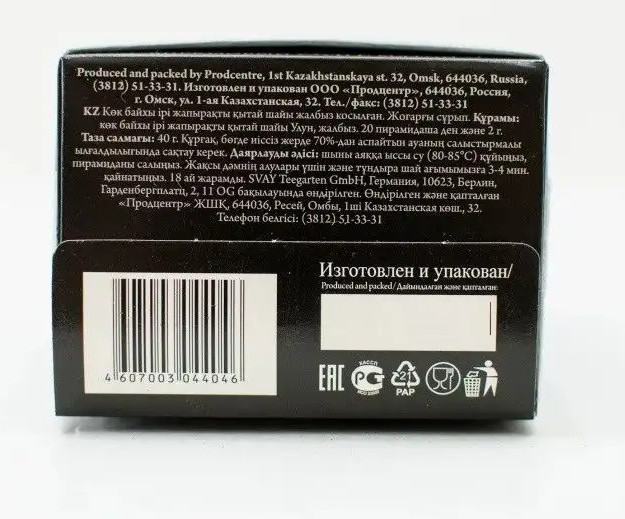 Produced and packed by Prodcentre, 1st Kazakhstanskaya st. 32, Omsk, 644036, Russia,
(3812) 51-33-31. Изготовлен и упакован ООО «Продцентр», 644036, Россия,
г. Омск, ул. 1-ая Казахстанская, 32. Тел./факс: (3812) 51-33-31
KZ Көк байхы ірі жапырақты қытай шайы жалбыз қосылған. Жоғарғы сұрып. Құрамы:
көк байхы ірі жапырақты қытай шайы Улун, жалбыз. 20 пирамидаша ден және 2 г.
Таза салмағы: 40 г. Құрғақ, бөгде иіссіз жерде 70%-дан аспайтын ауаның салыстырмалы
ылғалдылығында сақтау керек. Даярлауды әдісі: шыны аяққа ыссы су (80-85°C) құйыңыз,
пирамиданы салыңыз. Жақсы дәмнің алулары үшін және тұндыра шай ағымымызға 3-4 мин.
қайнатыңыз. 18 ай жарамды. SVAY Teegarten GmbH, Германия, 10623, Берлин,
Гарденбергплатц, 2, 11 OG бақылауында өндірілген. Өндірілген және қапталған
«Продцентр» ЖШҚ, 644036, Ресей, Омбы, 1ші Казахстанская көш., 32.
Телефон белгісі: (3812) 51-33-31
Изготовлен и упакован/
Produced and packed/ Дайындалған және қапталған:
4 607003 044046
EAC
КАССП
РС
21
PAP